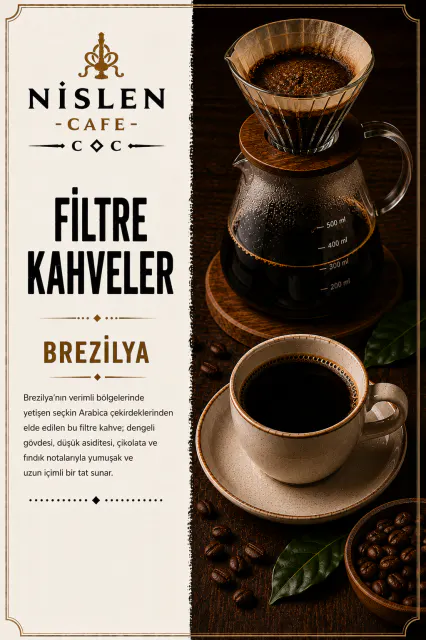 NİSLEN
-CAFE-
C C
FİLTRE
KAHVELER
BREZİLYA
Brezilya'nın verimli bölgelerinde
yetişen seçkin Arabica çekirdeklerinden
elde edilen bu filtre kahve; dengeli
gövdesi, düşük asiditesi, çikolata ve
fındık notalarıyla yumuşak ve
uzun içimli bir tat sunar.
500 ml
400 ml
300 ml
200 ml